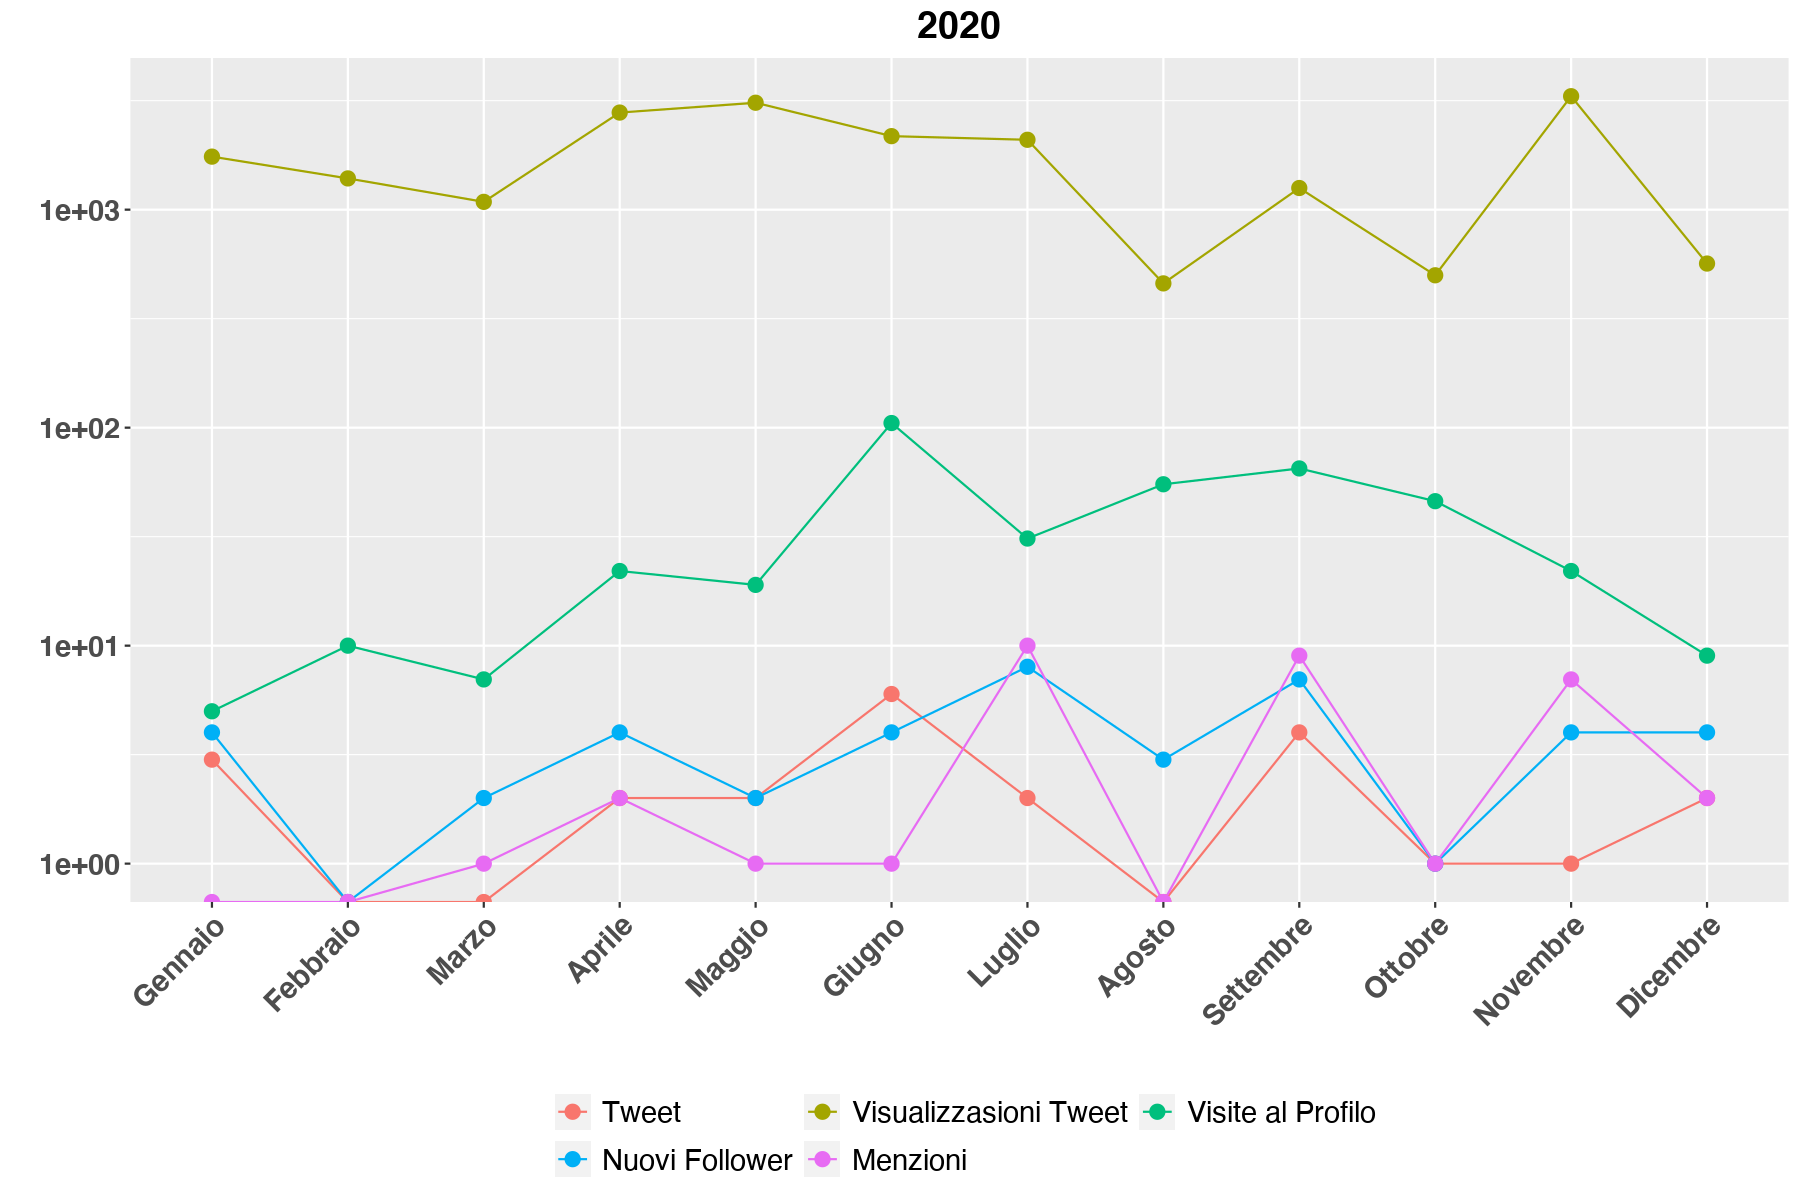 2020
1e+03
1e+02
1e+01
1e+00
Gennaio
Febbraio
Marzo
Aprile
Maggio
Giugno
Luglio
Agosto
Settembre
Ottobre
Novembre
Dicembre
Tweet
Visualizzasioni Tweet
Visite al Profilo
Nuovi Follower
Menzioni